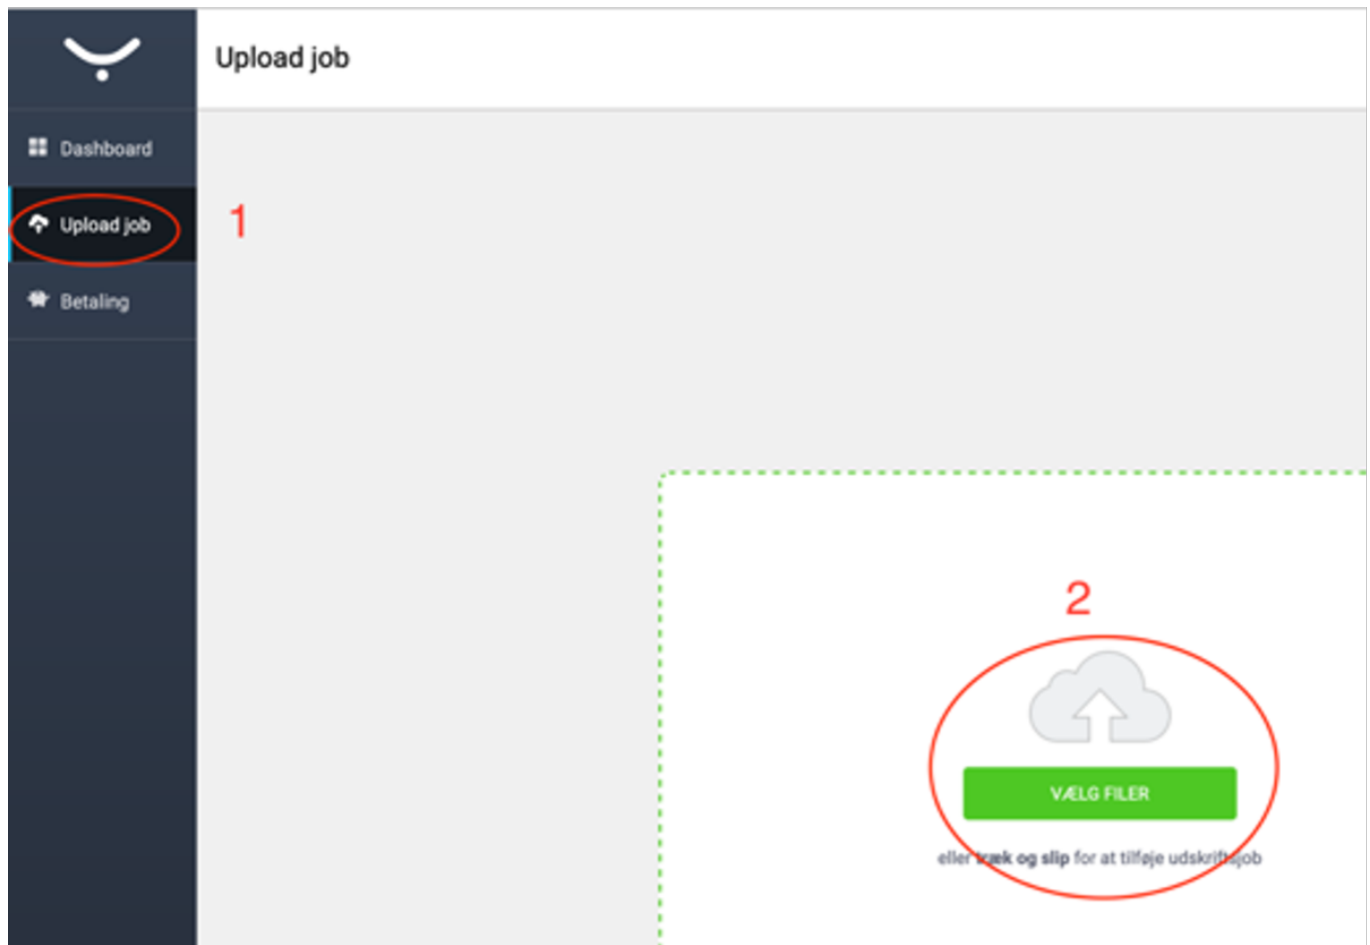 Upload job
Dashboard
Upload job
1
Betaling
2
VÆLG FILER
eller træk og slip for at tilføje udskriftsjob